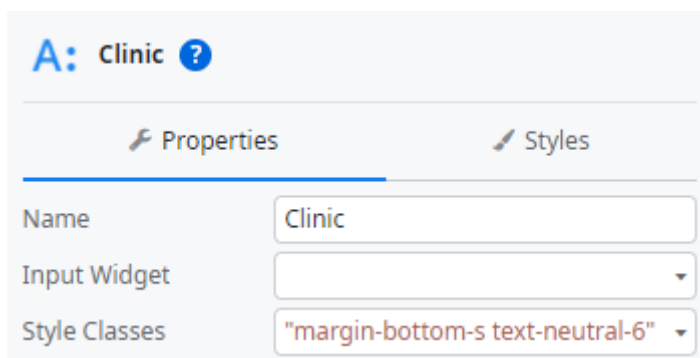 A: Clinic ?
Properties Styles
Name Clinic
Input Widget
Style Classes "margin-bottom-s text-neutral-6"